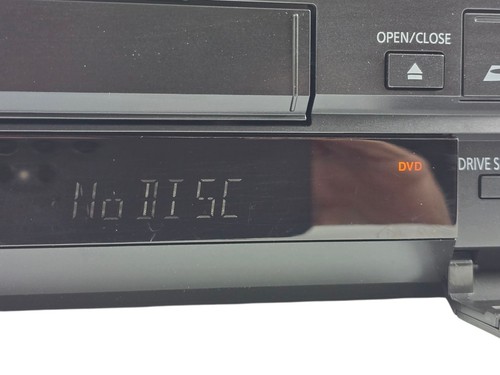 OPEN/CLOSE
DVD
DRIVE S
No DISC